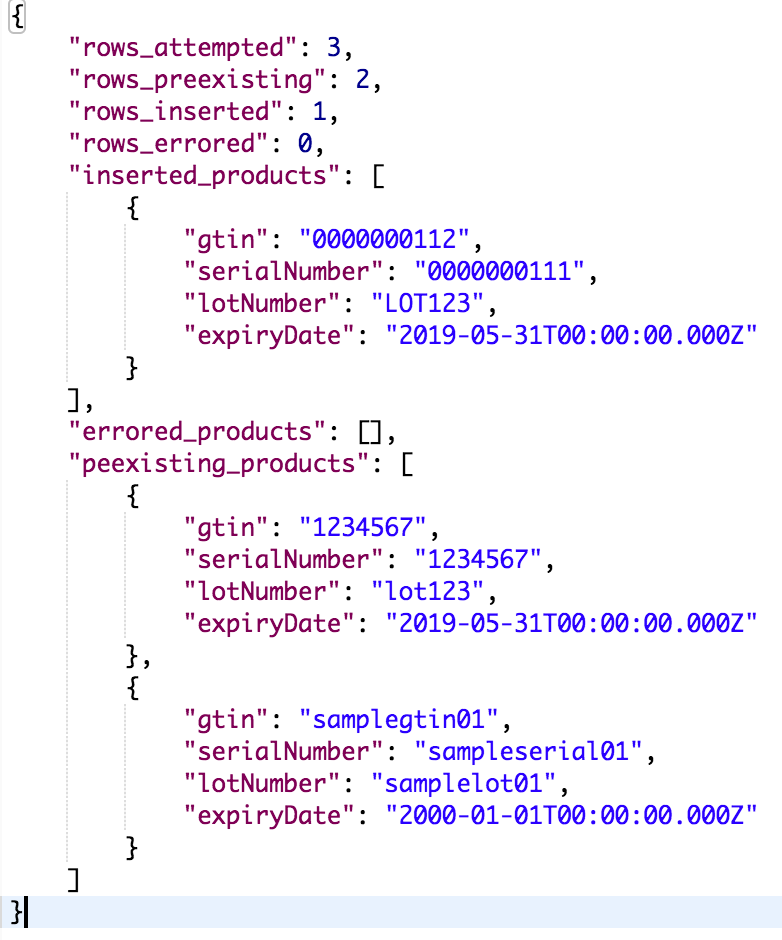 {
"rows_attempted": 3,
"rows_preexisting": 2,
"rows_inserted": 1,
"rows_errored": 0,
"inserted_products": [
{
"gtin": "0000000112",
"serialNumber": "0000000111",
"lotNumber": "LOT123",
"expiryDate": "2019-05-31T00:00:00.000Z"
}
],
"errored_products": [],
"peexisting_products": [
{
"gtin": "1234567",
"serialNumber": "1234567",
"lotNumber": "lot123",
"expiryDate": "2019-05-31T00:00:00.000Z"
},
{
"gtin": "samplegtin01",
"serialNumber": "sampleserial01",
"lotNumber": "samplelot01",
"expiryDate": "2000-01-01T00:00:00.000Z"
}
]
}